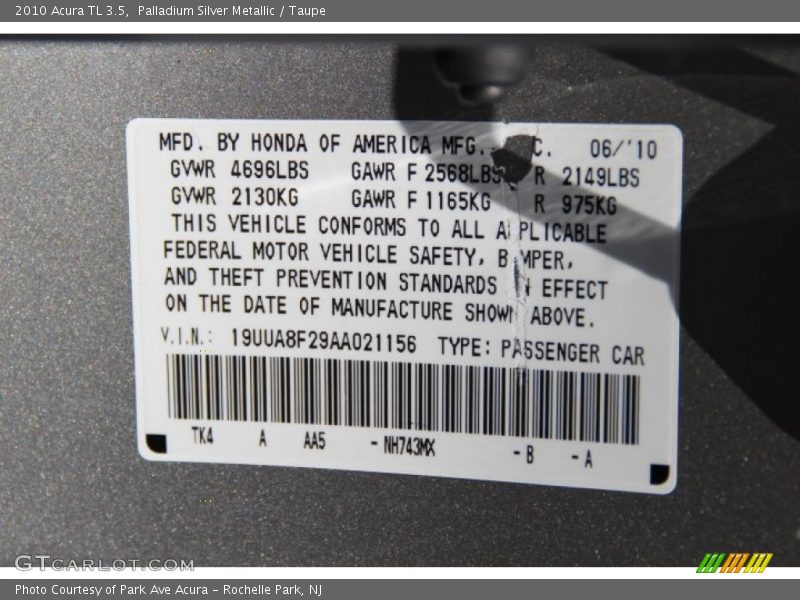 2010 Acura TL 3.5, Palladium Silver Metallic / Taupe
MFD. BY HONDA OF AMERICA MFG. C. 06/'10
GVWR 4696LBS GAWR F 2568LBS R 2149LBS
GVWR 2130KG GAWR F 1165KG R 975KG
THIS VEHICLE CONFORMS TO ALL A PLICABLE
FEDERAL MOTOR VEHICLE SAFETY, B MPER,
AND THEFT PREVENTION STANDARDS N EFFECT
ON THE DATE OF MANUFACTURE SHOWN ABOVE.
V.I.N.: 19UUA8F29AA021156 TYPE: PASSENGER CAR
TK4 A AA5 -NH743MX -B -A
GTCARLOT.COM
Photo Courtesy of Park Ave Acura - Rochelle Park, NJ